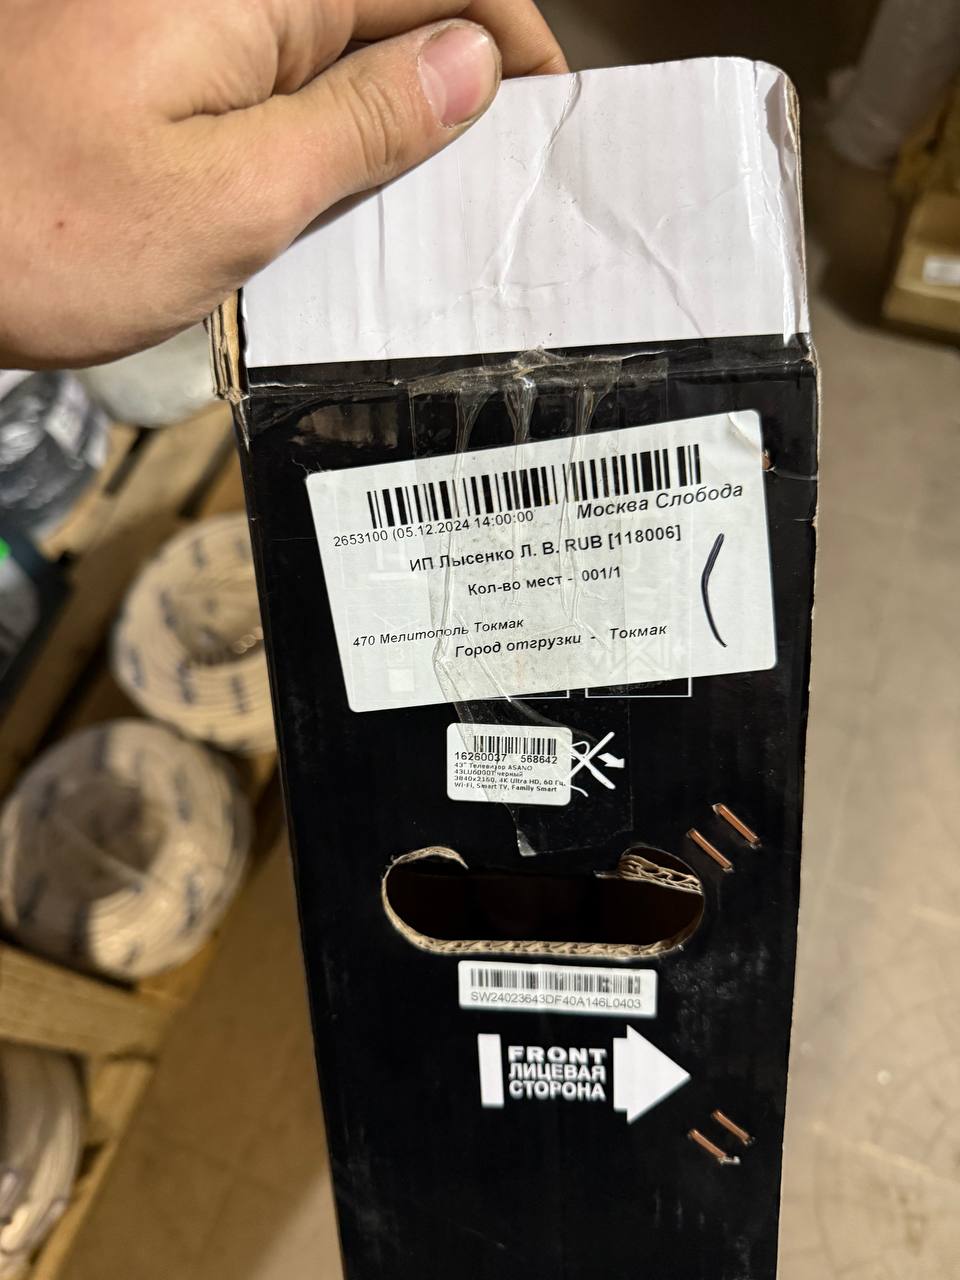 2653100 (05.12.2024 14:00:00
Москва Слобода
ИП Лысенко Л. В. RUB [118006]
Кол-во мест - 001/1
470 Мелитополь Токмак
Город отгрузки - Токмак
16260037 568642
43" Телевизор ASANO
43LU6000T черный
3840x2160, 4K Ultra HD, 60 Гц,
Wi-Fi, Smart TV, Family Smart
SW24023643DF40A146L0403
FRONT
ЛИЦЕВАЯ
СТОРОНА